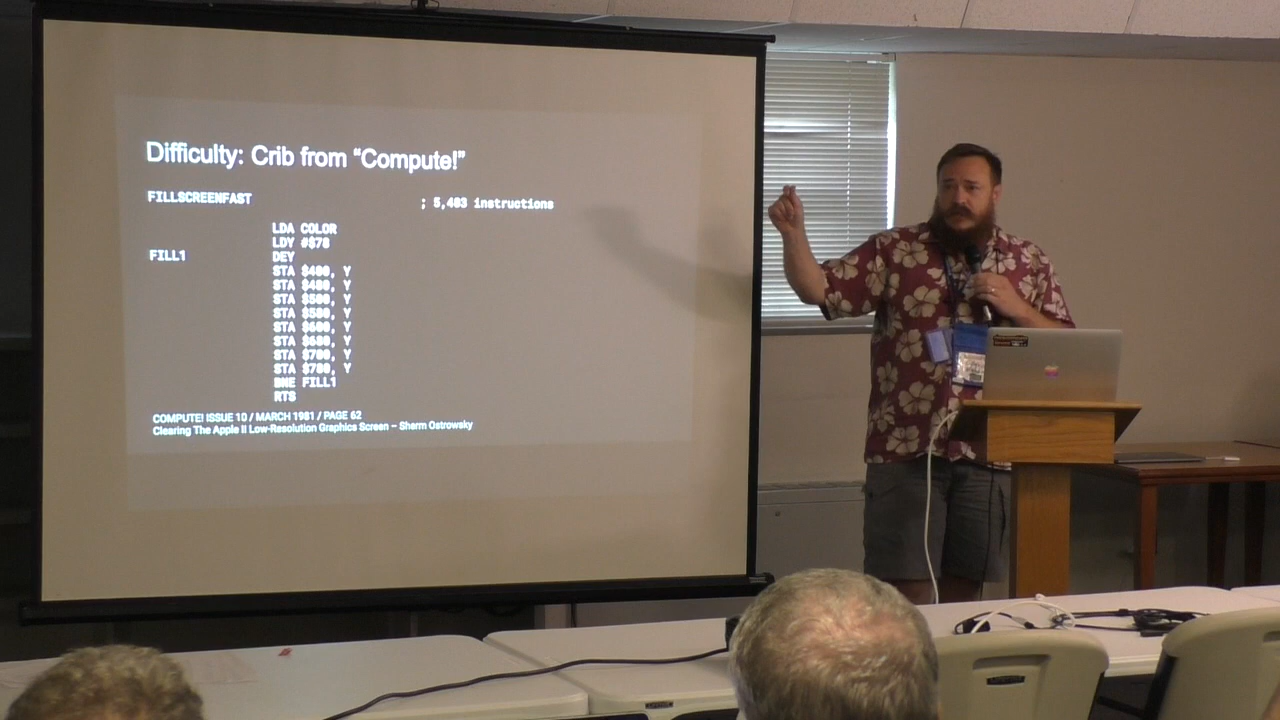 Difficulty: Crib from “Compute!”
FILLSCREENFAST ; 5,403 instructions
LDA COLOR
LDY #$78
FILL1 DEY
STA $400, Y
STA $480, Y
STA $500, Y
STA $580, Y
STA $600, Y
STA $680, Y
STA $700, Y
STA $780, Y
BNE FILL1
RTS
COMPUTE! ISSUE 10 / MARCH 1981 / PAGE 62
Clearing The Apple II Low-Resolution Graphics Screen – Sherm Ostrowsky